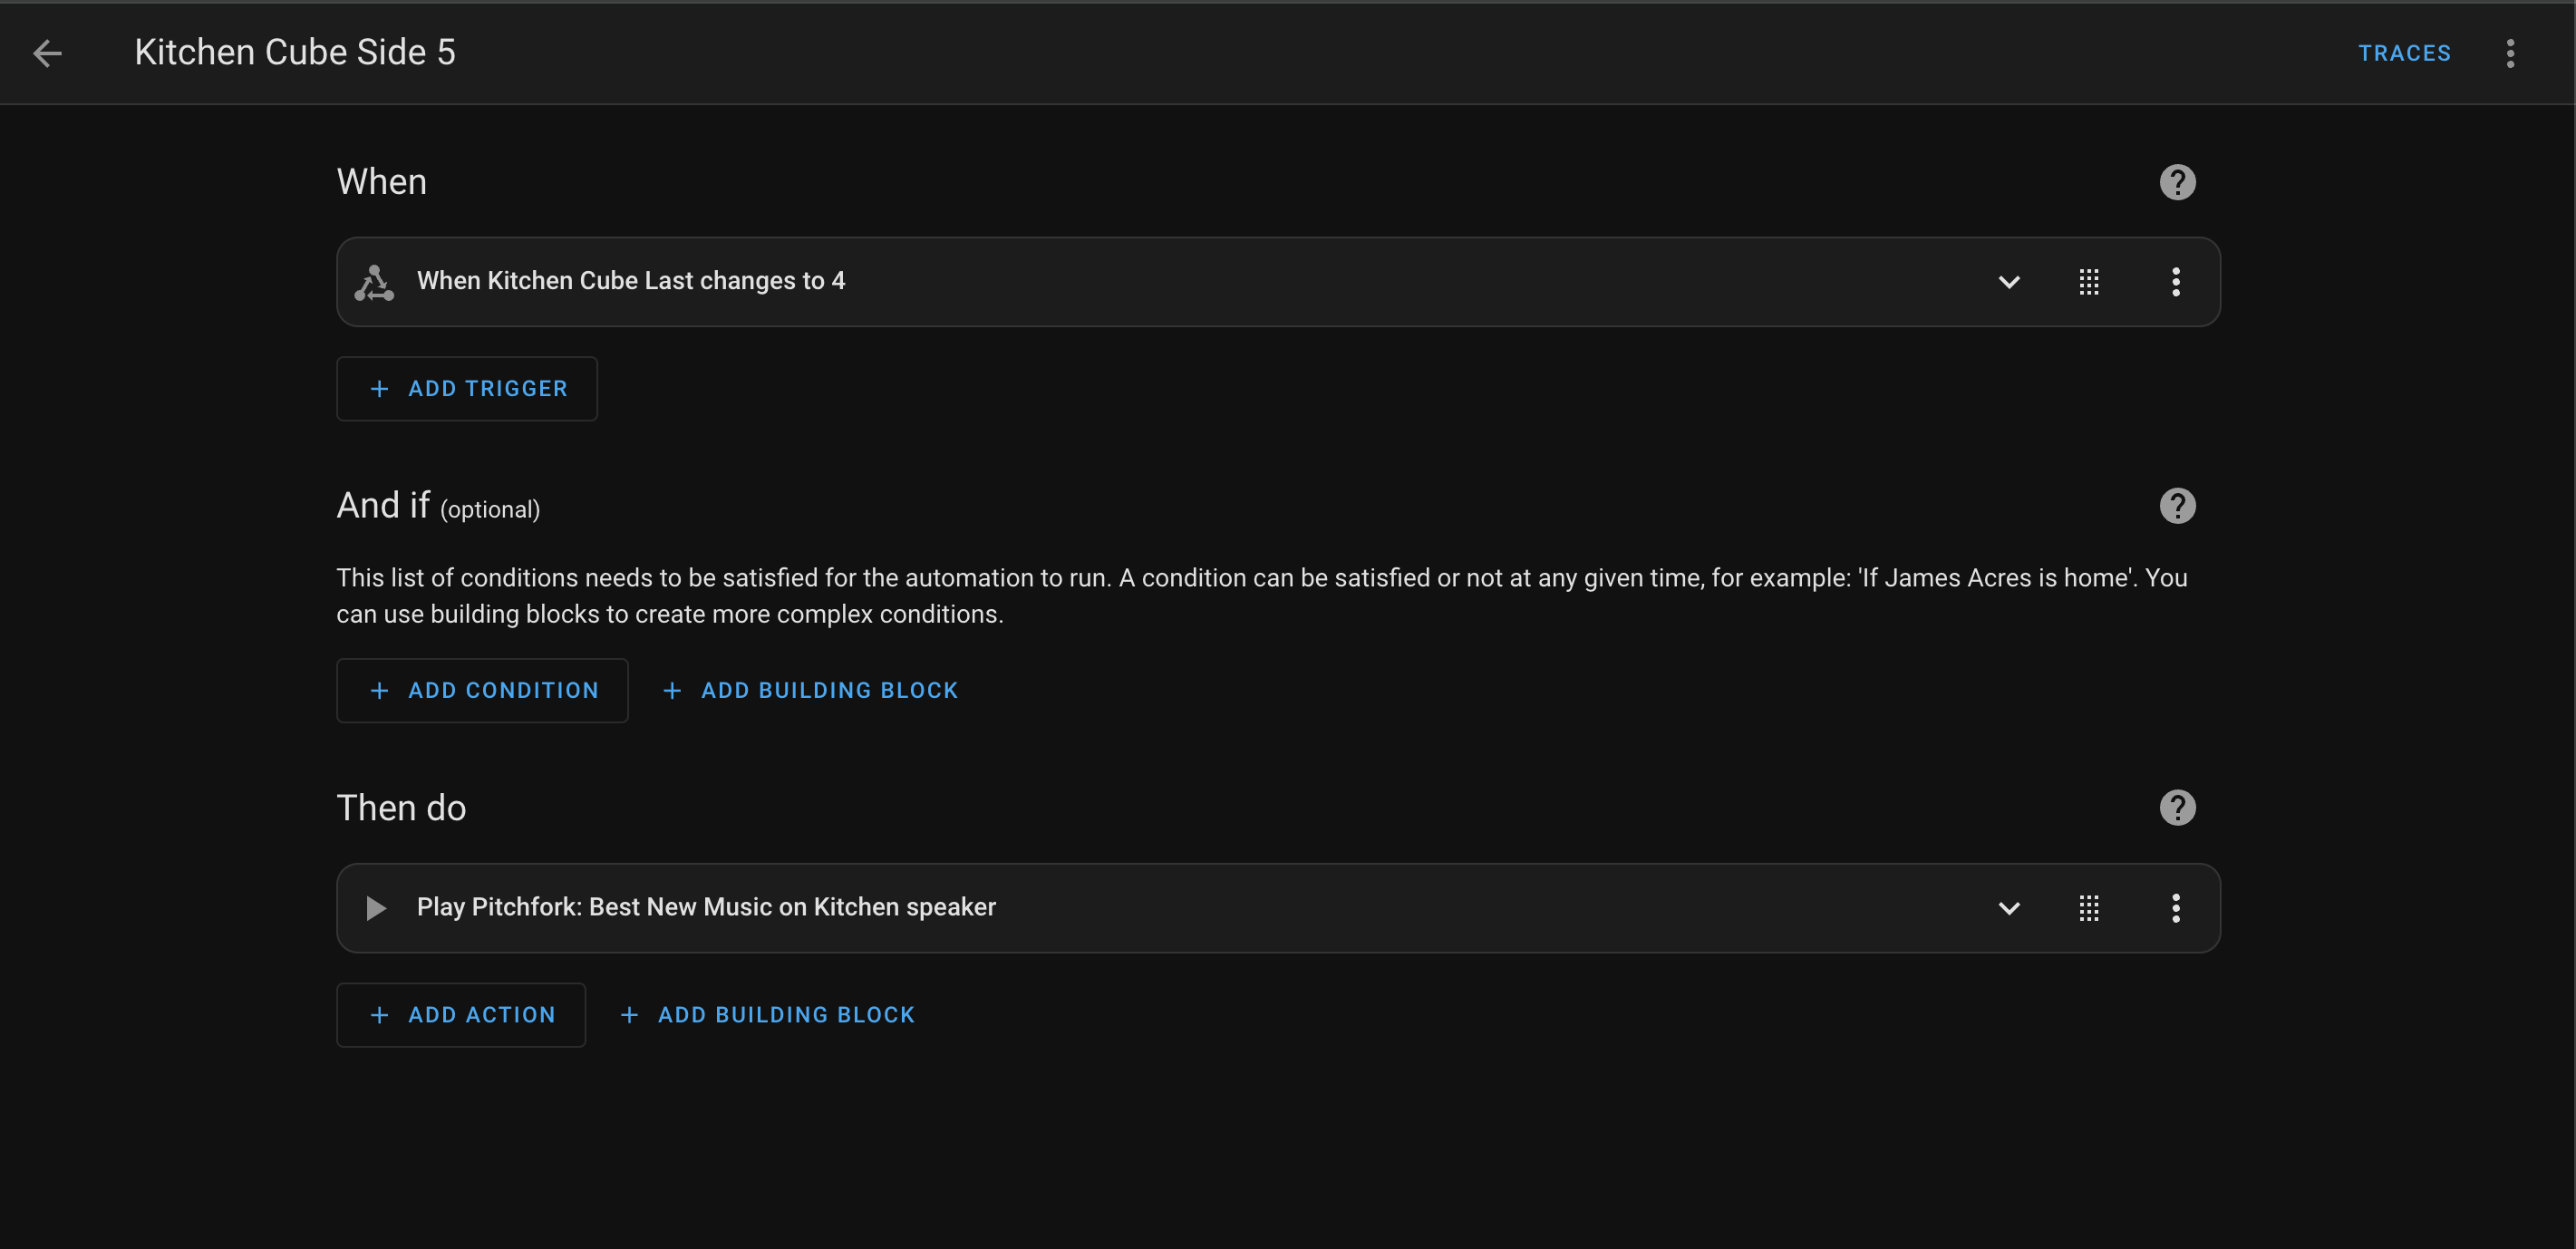 Kitchen Cube Side 5
TRACES
When
When Kitchen Cube Last changes to 4
+ ADD TRIGGER
And if (optional)
This list of conditions needs to be satisfied for the automation to run. A condition can be satisfied or not at any given time, for example: 'If James Acres is home'. You
can use building blocks to create more complex conditions.
+ ADD CONDITION
+ ADD BUILDING BLOCK
Then do
Play Pitchfork: Best New Music on Kitchen speaker
+ ADD ACTION
+ ADD BUILDING BLOCK